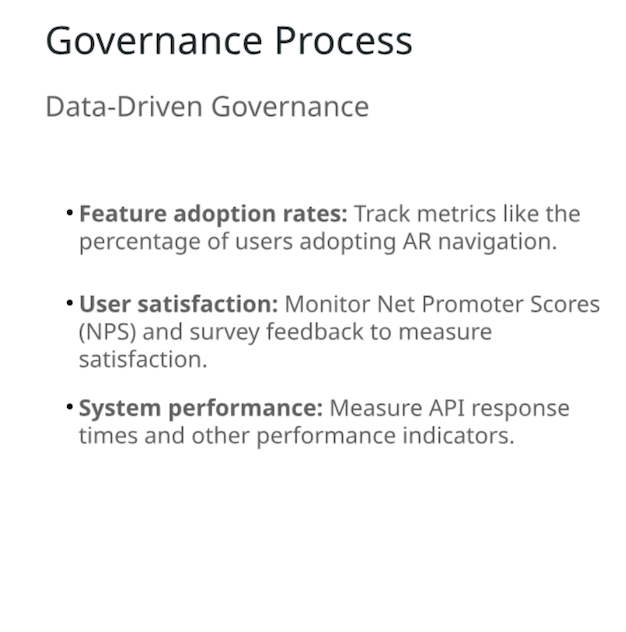 Governance Process
Data-Driven Governance
• Feature adoption rates: Track metrics like the
percentage of users adopting AR navigation.
• User satisfaction: Monitor Net Promoter Scores
(NPS) and survey feedback to measure
satisfaction.
• System performance: Measure API response
times and other performance indicators.